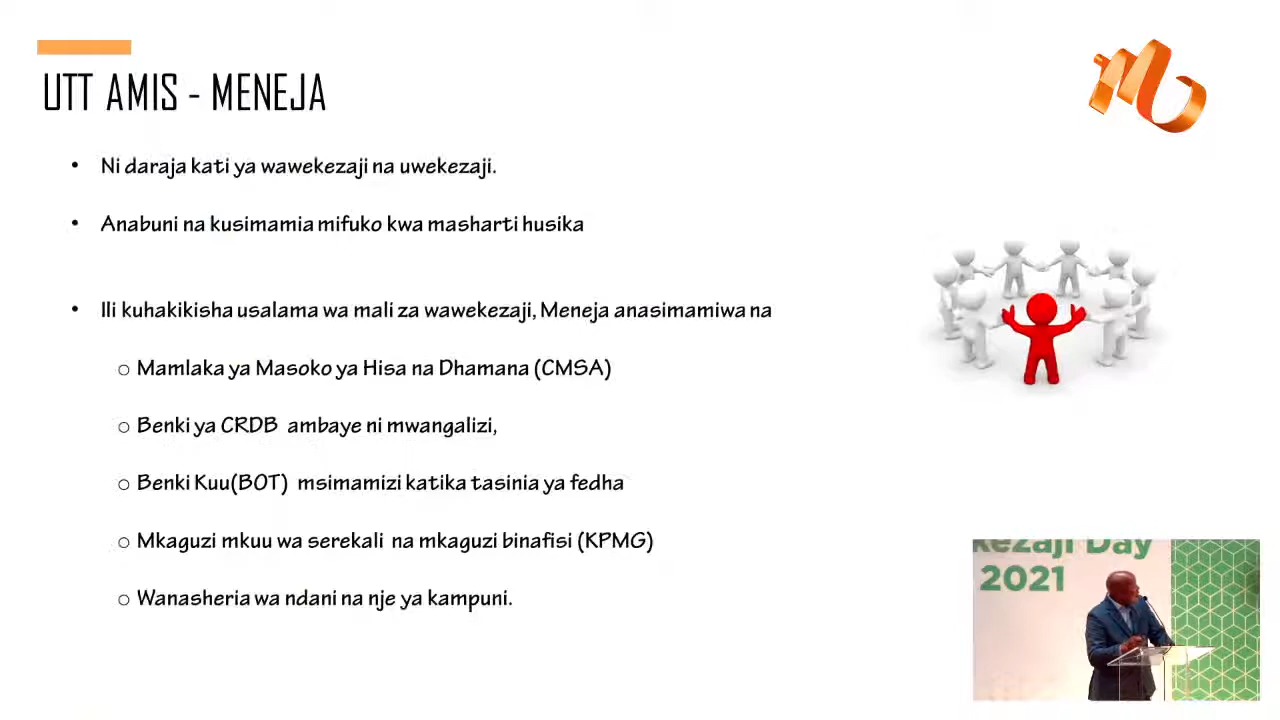 UTT AMIS - MENEJA
• Ni daraja kati ya wawekezaji na uwekezaji.
• Anabuni na kusimamia mifuko kwa masharti husika
• Ili kuhakikisha usalama wa mali za wawekezaji, Meneja anasimamiwa na
o Mamlaka ya Masoko ya Hisa na Dhamana (CMSA)
o Benki ya CRDB ambaye ni mwangalizi,
o Benki Kuu(BOT) msimamizi katika tasinia ya fedha
o Mkaguzi mkuu wa serekali na mkaguzi binafisi (KPMG)
o Wanasheria wa ndani na nje ya kampuni.
kezaji Day
2021